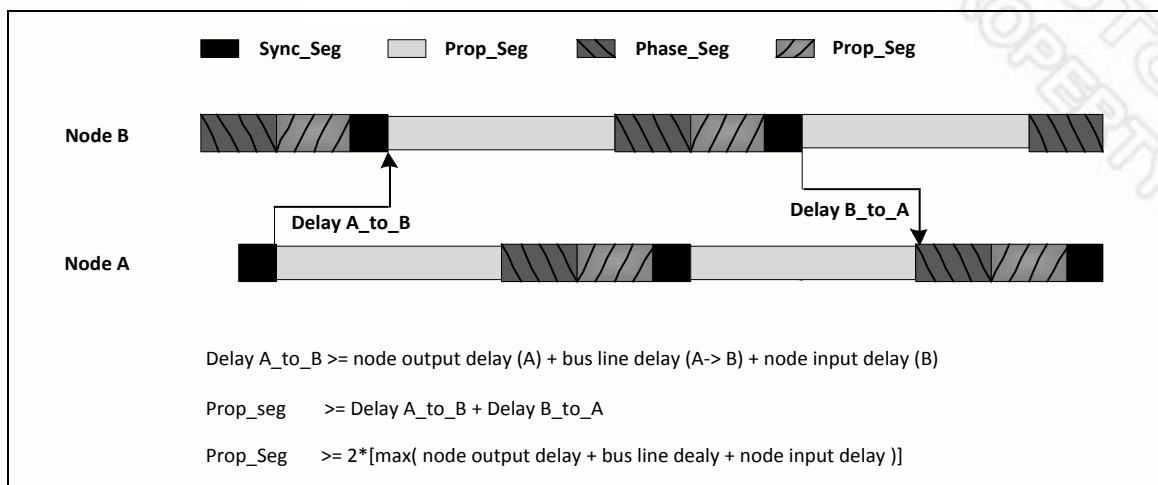 Sync_Seg Prop_Seg Phase_Seg Prop_Seg
Node B
Delay A_to_B
Delay B_to_A
Node A
Delay A_to_B >= node output delay (A) + bus line delay (A-> B) + node input delay (B)
Prop_seg >= Delay A_to_B + Delay B_to_A
Prop_Seg >= 2*[max( node output delay + bus line dealy + node input delay )]